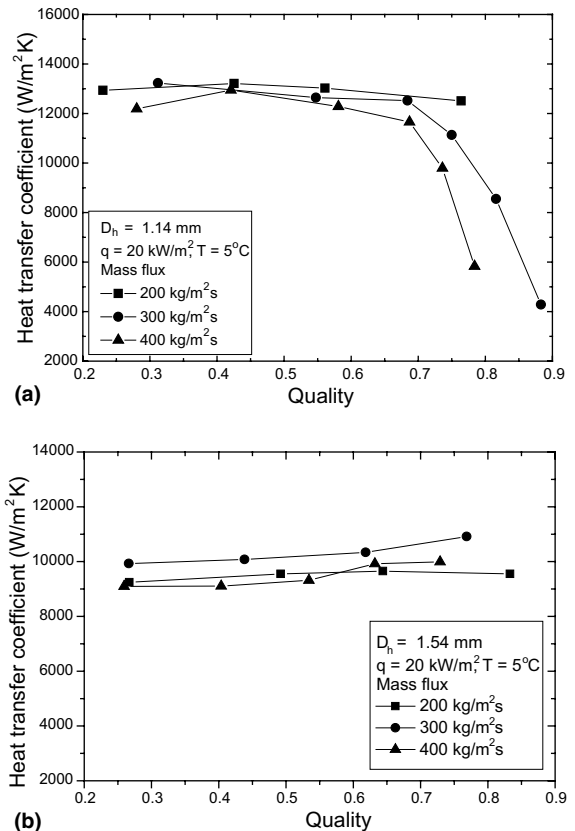 Heat transfer coefficient (W/m²K)
16000
14000
12000
10000
8000
6000
4000
2000
D_h = 1.14 mm
q = 20 kW/m², T = 5°C
Mass flux
200 kg/m²s
300 kg/m²s
400 kg/m²s
0.2 0.3 0.4 0.5 0.6 0.7 0.8 0.9
(a) Quality
Heat transfer coefficient (W/m²K)
14000
12000
10000
8000
6000
4000
2000
D_h = 1.54 mm
q = 20 kW/m², T = 5°C
Mass flux
200 kg/m²s
300 kg/m²s
400 kg/m²s
0.2 0.3 0.4 0.5 0.6 0.7 0.8 0.9
(b) Quality